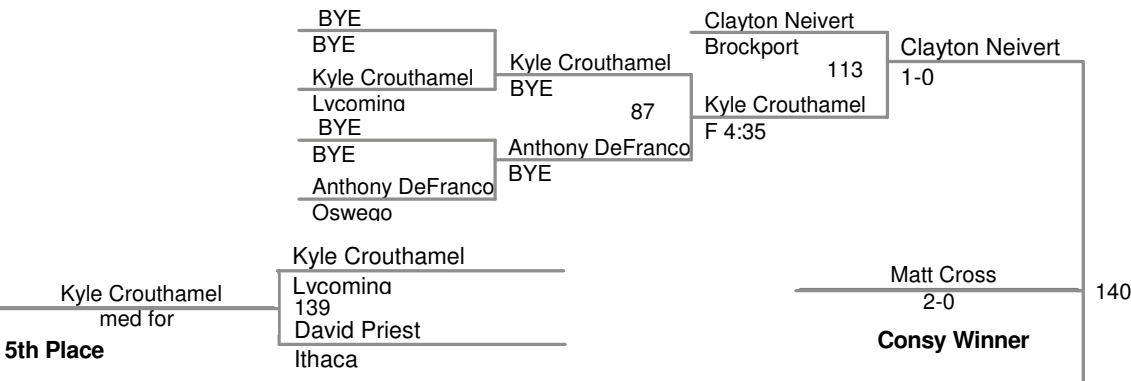 BYE
BYE
Kyle Crouthamel
Lycoming
BYE
BYE
Anthony DeFranco
Oswego
Kyle Crouthamel
BYE
87
Anthony DeFranco
BYE
Clayton Neivert
Brockport
113
Kyle Crouthamel
F 4:35
Clayton Neivert
1-0
Kyle Crouthamel
Lycoming
139
David Priest
Ithaca
Kyle Crouthamel
med for
5th Place
Matt Cross
2-0
140
Consy Winner